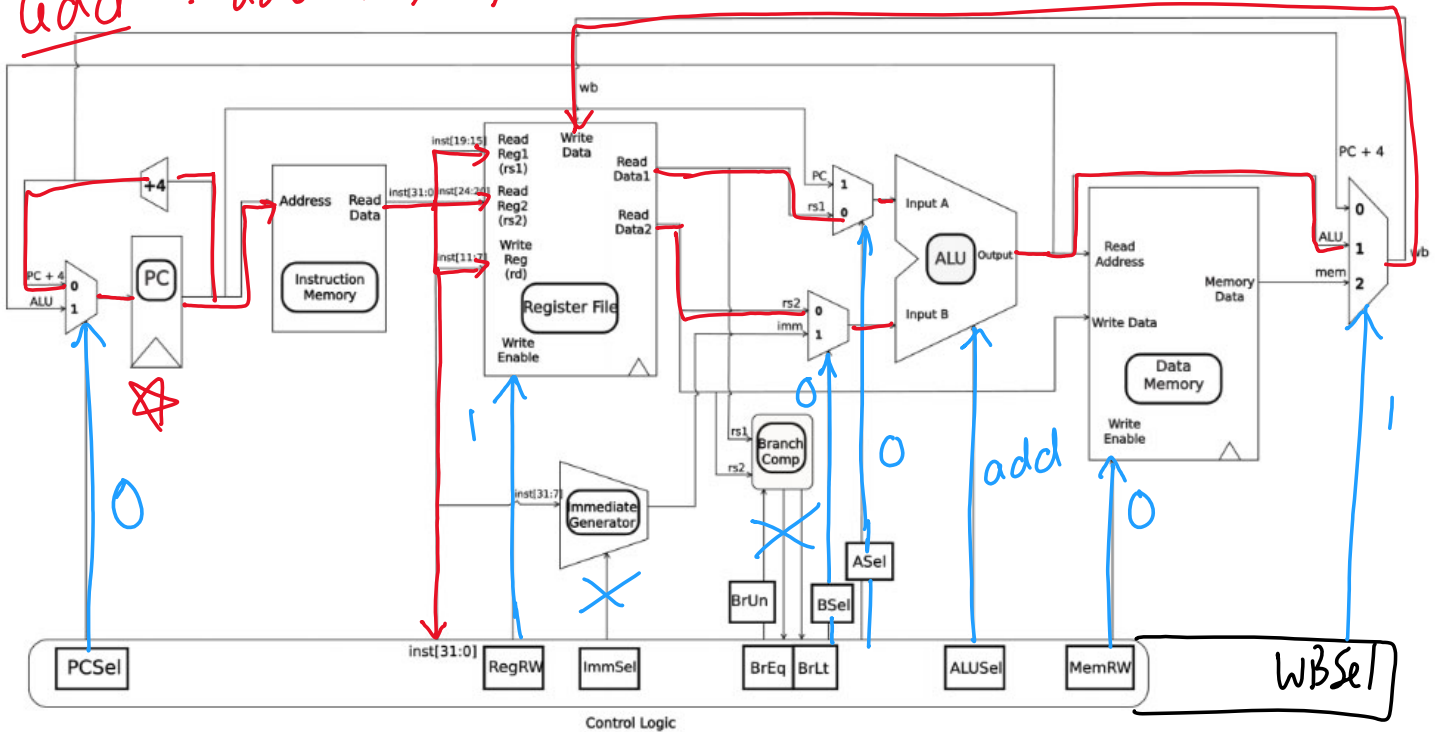 add
wb
PC + 4
+4
inst[19:15]
Read Reg1 (rs1)
Write Data
Read Data1
PC
1
rs1
0
Input A
Address
Read Data
inst[31:0
inst[24:20]
Read Reg2 (rs2)
Read Data2
ALU
Output
0
ALU
1
wb
mem
2
Read Address
Memory Data
inst[11:7]
Write Reg (rd)
PC
PC + 4
0
ALU
1
Instruction Memory
Register File
rs2
0
imm
1
Input B
Write Data
Write Enable
Data Memory
Write Enable
0
1
0
0
add
0
1
rs1
rs2
Branch Comp
inst[31:7]
Immediate Generator
X
X
BrUn
BSel
ASel
inst[31:0]
PCSel
RegRW
ImmSel
BrEq
BrLt
ALUSel
MemRW
WBSel
Control Logic